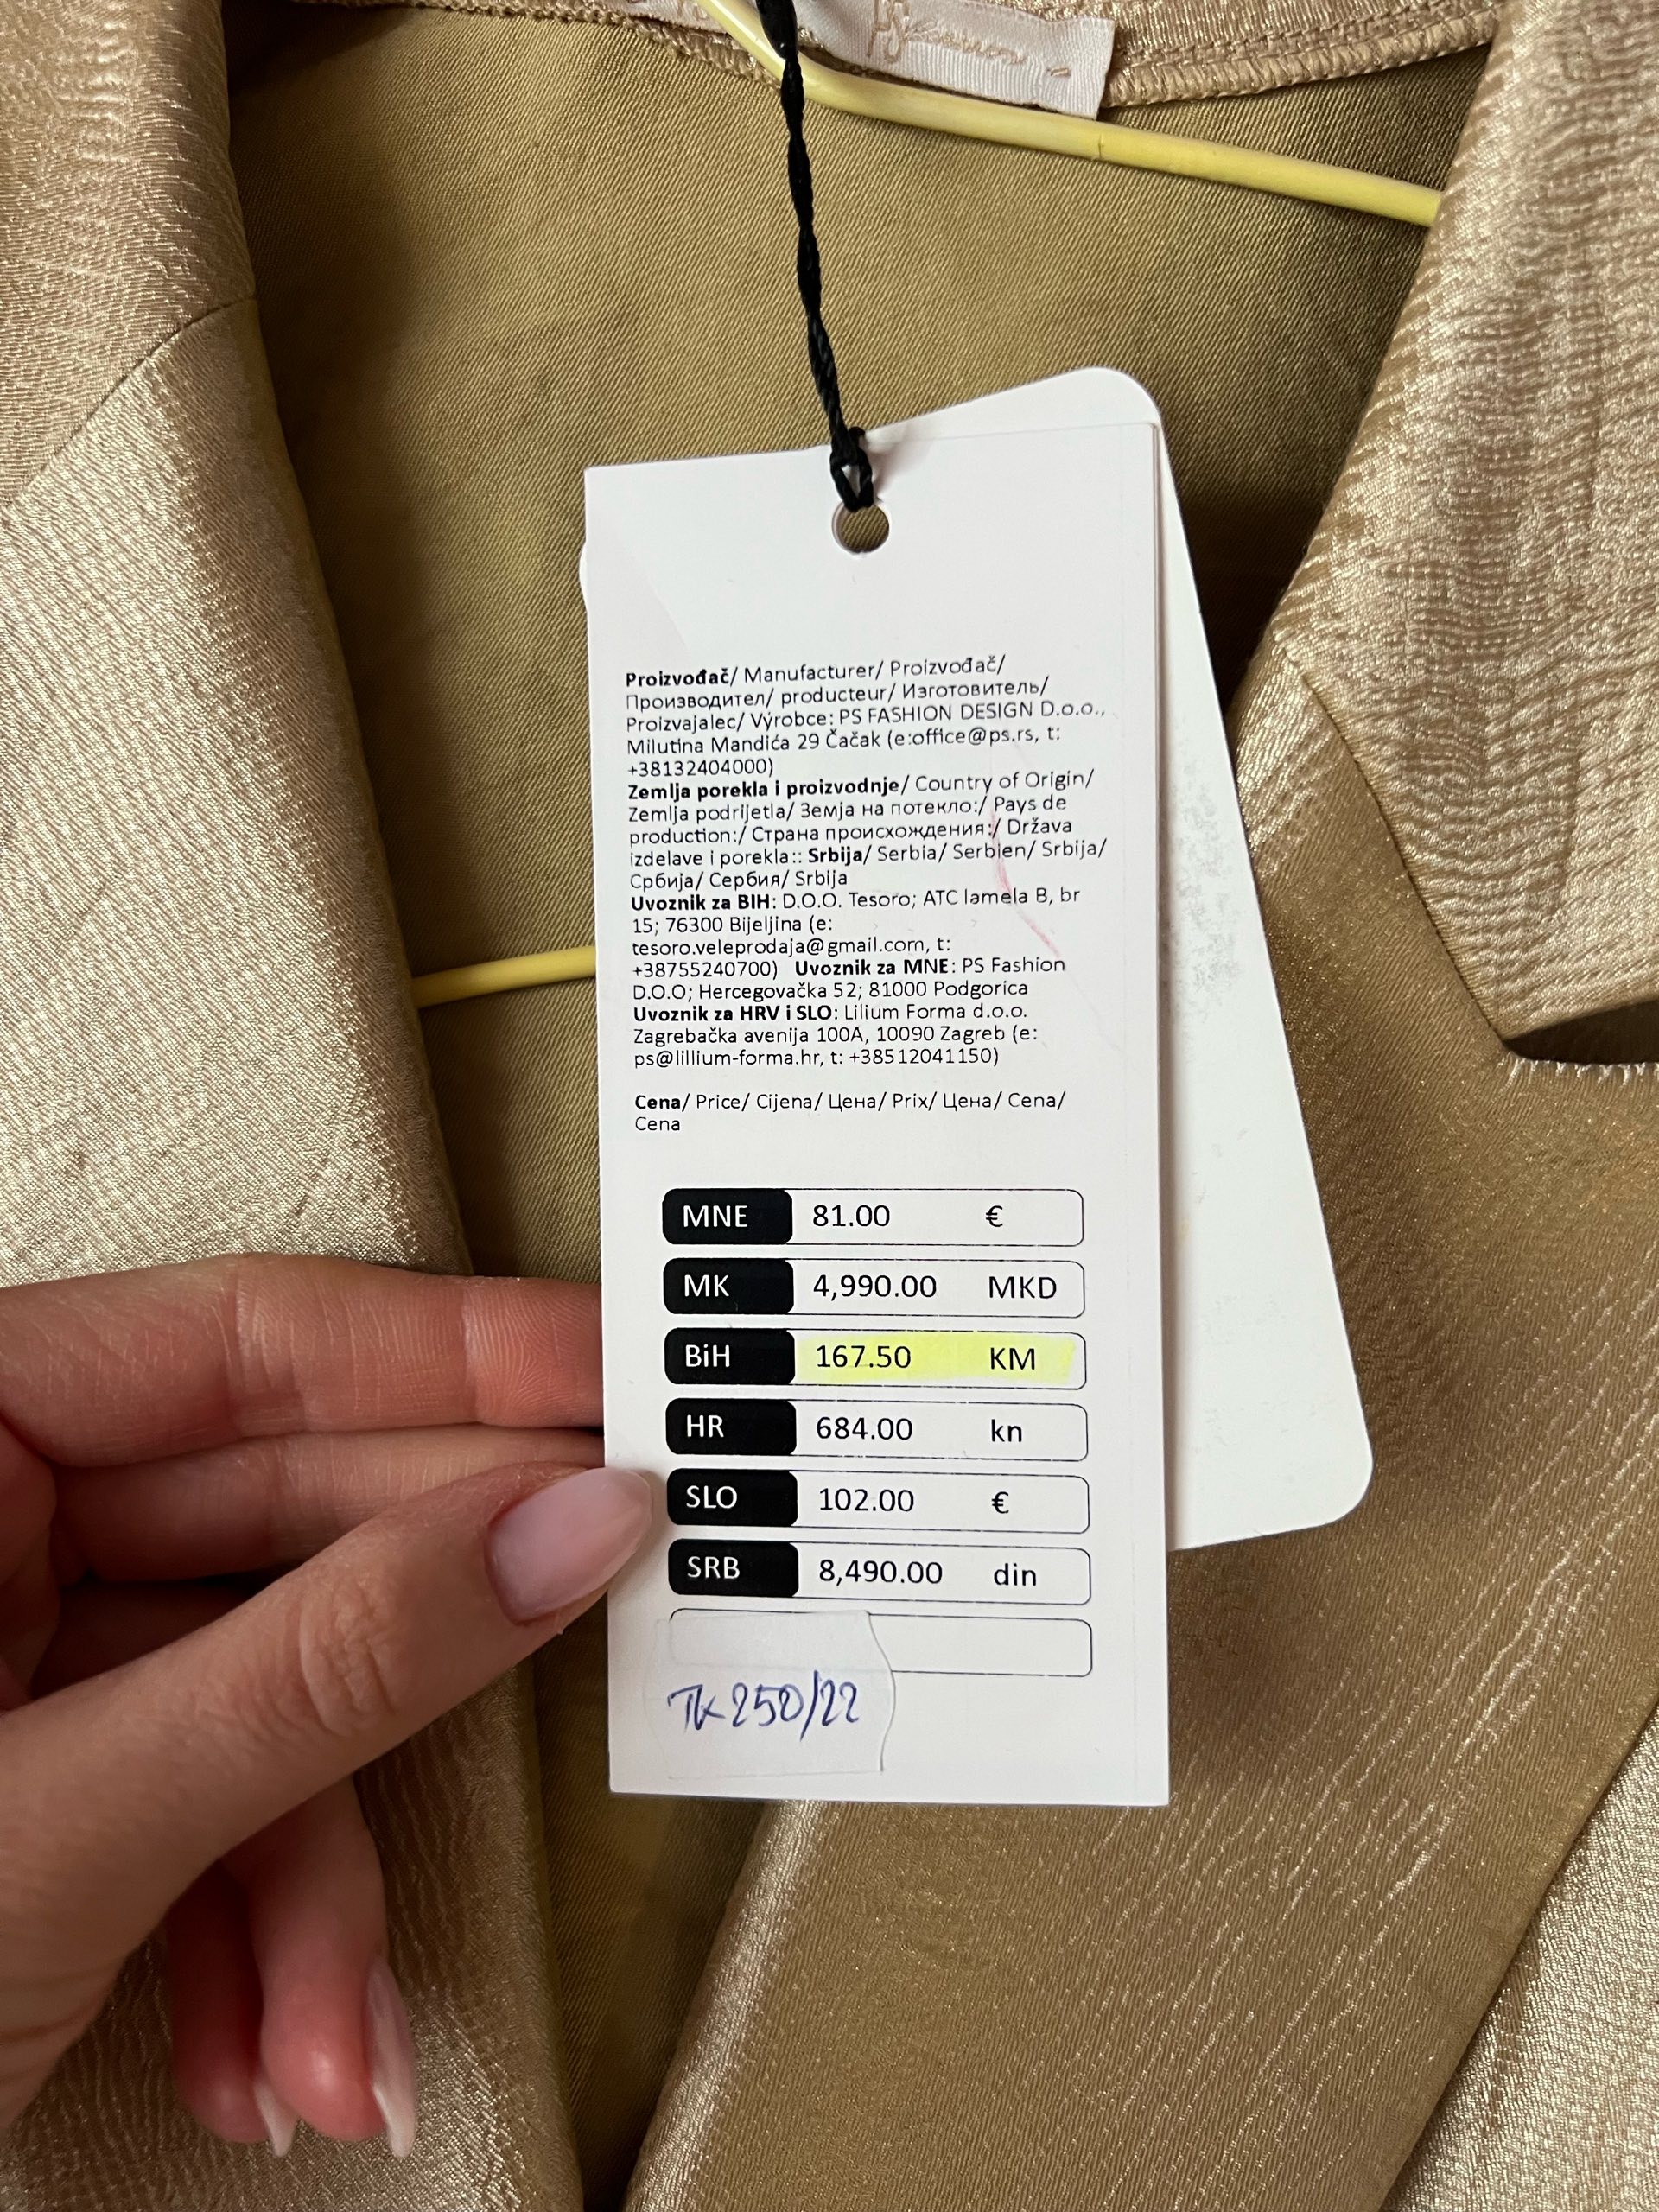 Proizvođač/ Manufacturer/ Proizvođač/
Производител/ producteur/ Изготовитель/
Proizvajalec/ Výrobce: PS FASHION DESIGN D.o.o.,
Milutina Mandića 29 Čačak (e:office@ps.rs, t:
+38132404000)
Zemlja porekla i proizvodnje/ Country of Origin/
Zemlja podrijetla/ Земја на потекло:/ Pays de
production:/ Страна происхождения:/ Država
izdelave i porekla:: Srbija/ Serbia/ Serbien/ Srbija/
Србија/ Сербия/ Srbija
Uvoznik za BIH: D.O.O. Tesoro; ATC lamela B, br
15; 76300 Bijeljina (e:
tesoro.veleprodaja@gmail.com, t:
+38755240700) Uvoznik za MNE: PS Fashion
D.O.O; Hercegovačka 52; 81000 Podgorica
Uvoznik za HRV i SLO: Lilium Forma d.o.o.
Zagrebačka avenija 100A, 10090 Zagreb (e:
ps@lillium-forma.hr, t: +38512041150)
Cena/ Price/ Cijena/ Цена/ Prix/ Цена/ Cena/
Cena
MNE 81.00 €
MK 4,990.00 MKD
BiH 167.50 KM
HR 684.00 kn
SLO 102.00 €
SRB 8,490.00 din
TK 250/22